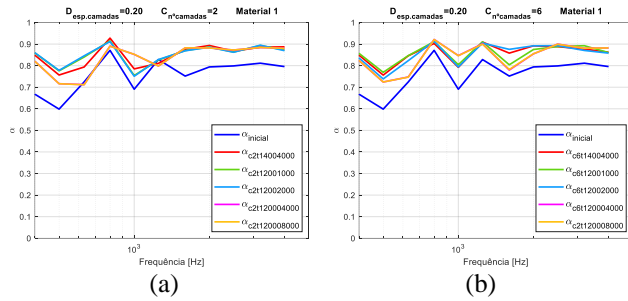 D esp.camadas =0.20 C nºcamadas =2 Material 1
1
0.9
0.8
0.7
0.6
0.5
0.4
0.3
0.2
0.1
0
α
α inicial
α c2t14004000
α c2t12001000
α c2t12002000
α c2t120004000
α c2t120008000
10³
Frequência [Hz]
(a)
D esp.camadas =0.20 C nºcamadas =6 Material 1
1
0.9
0.8
0.7
0.6
0.5
0.4
0.3
0.2
0.1
0
α
α inicial
α c6t14004000
α c6t12001000
α c6t12002000
α c6t120004000
α c6t120008000
10³
Frequência [Hz]
(b)